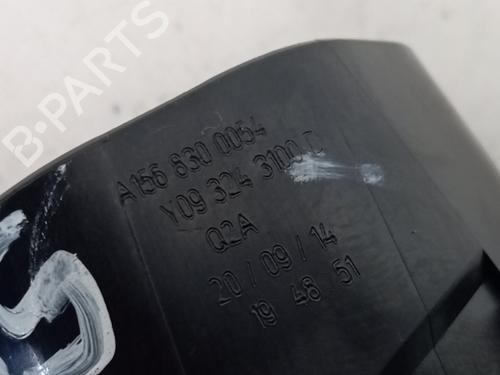 B-PARTS
A156 830 0054
Y09 324 3100 C
Q2A
20/09/14
19 48 51